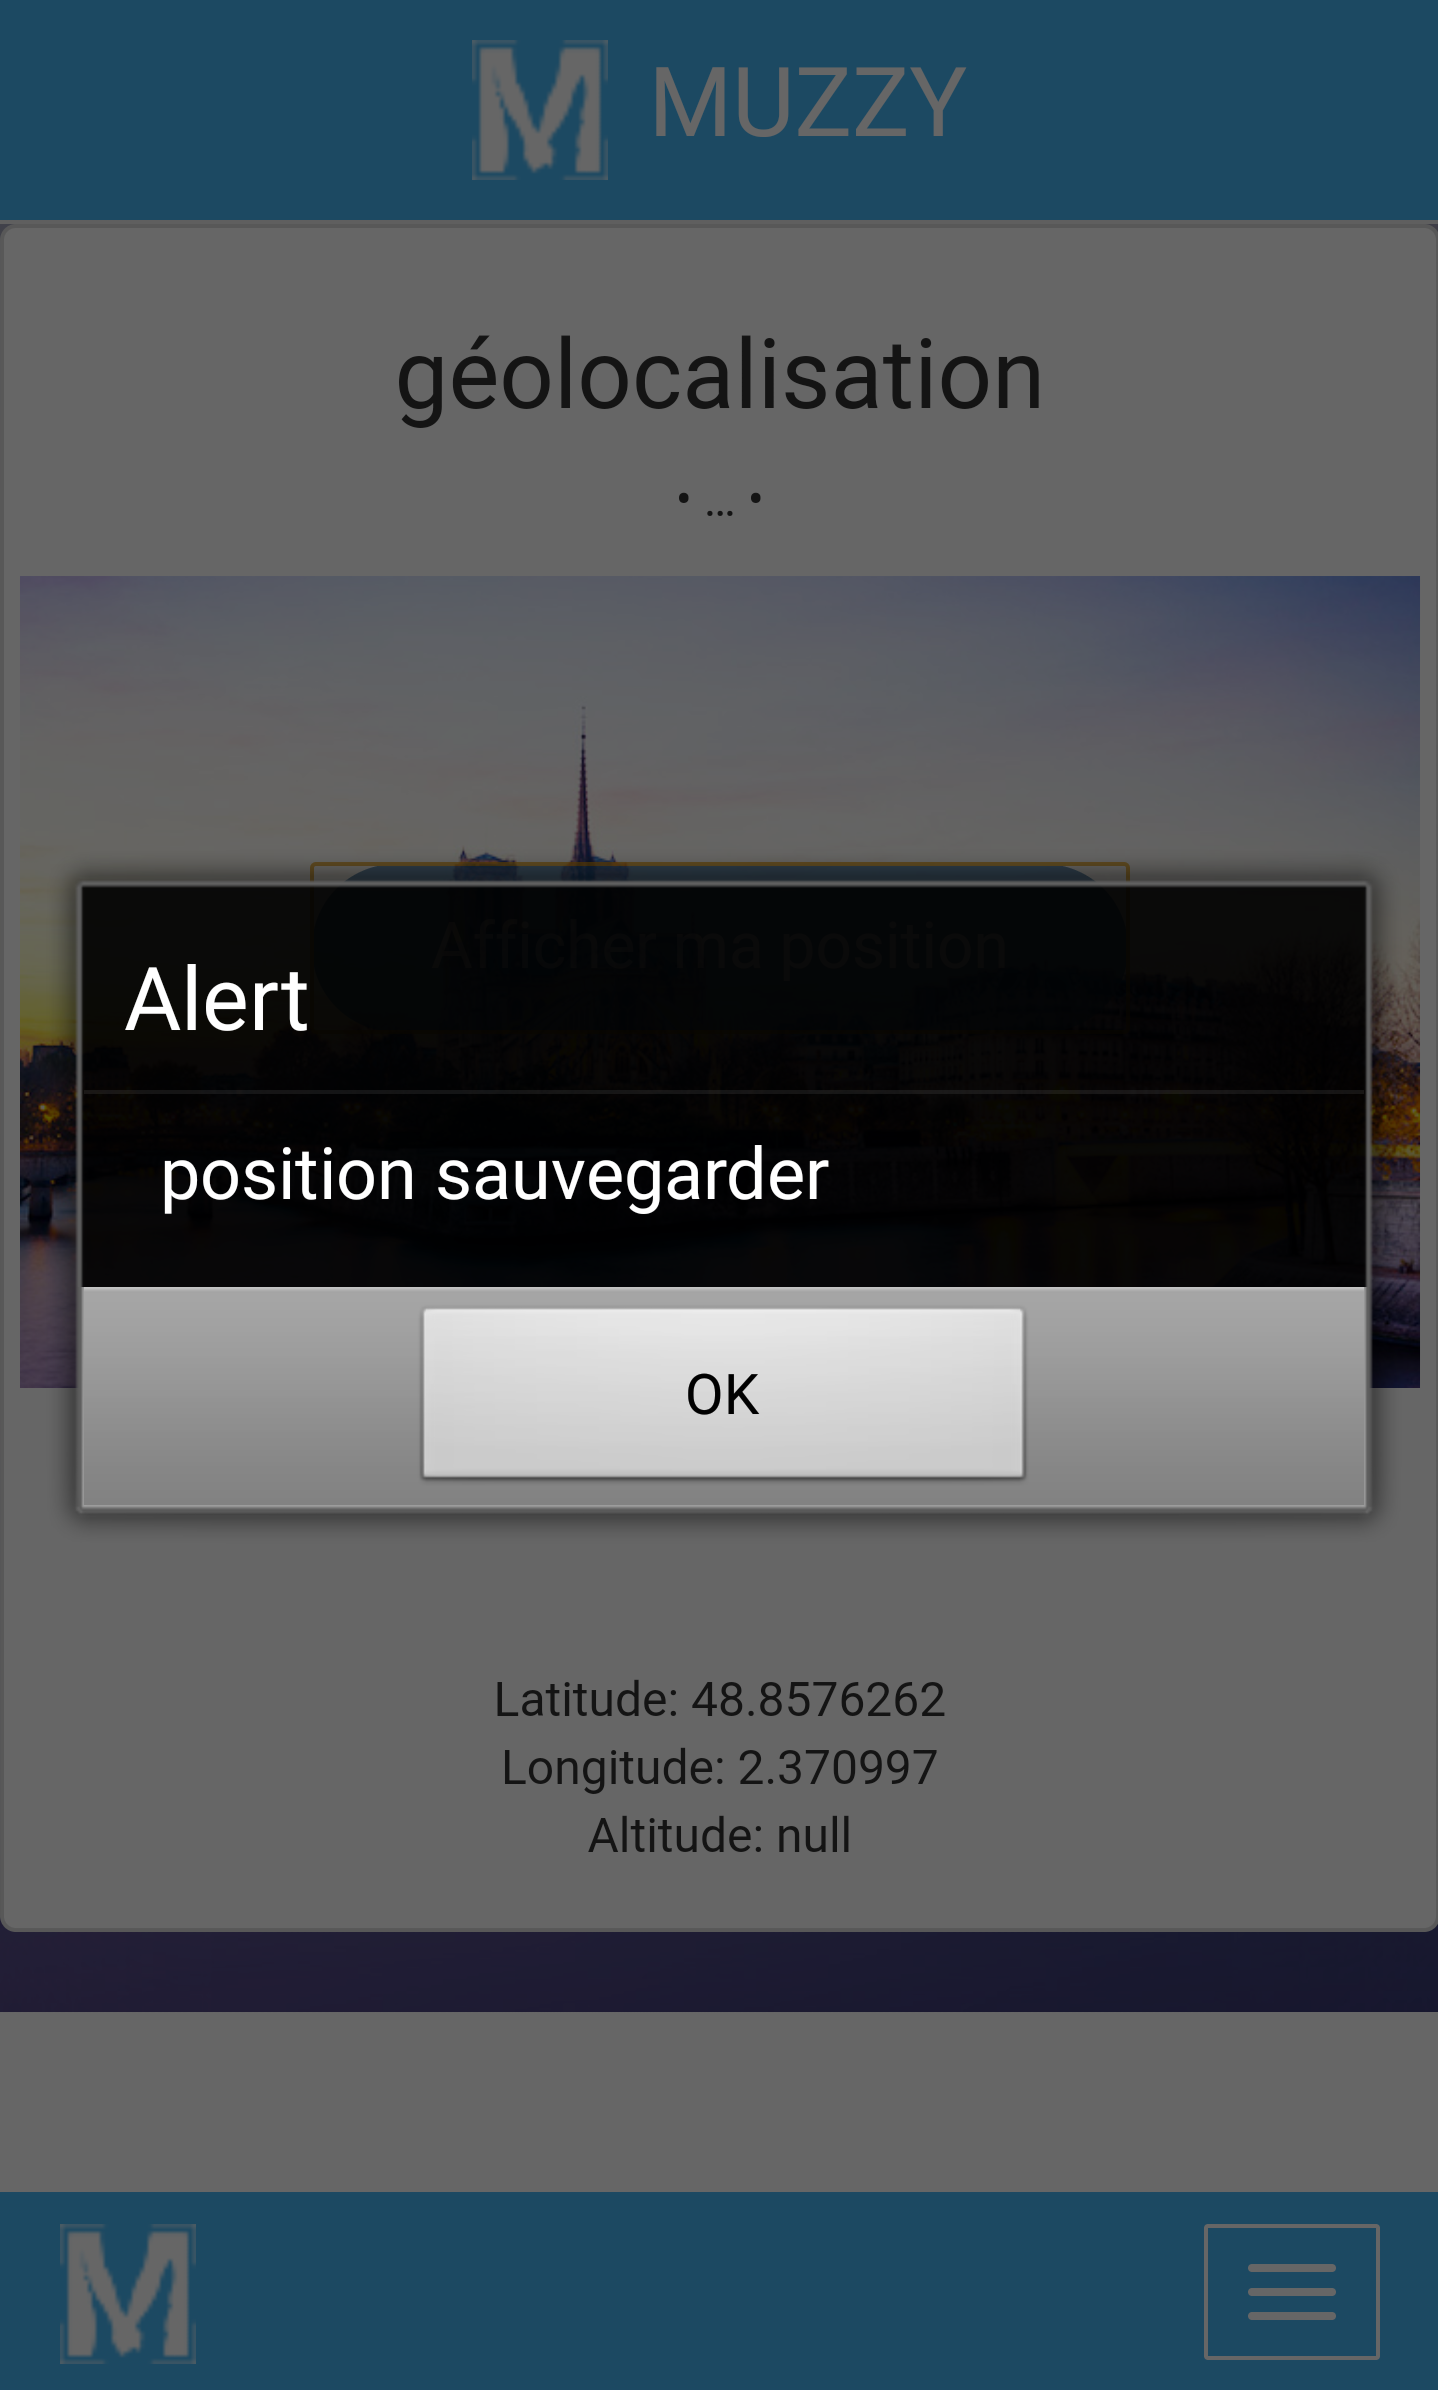 M MUZZY
géolocalisation
• ... •
Afficher ma position
Alert
position sauvegarder
OK
Latitude: 48.8576262
Longitude: 2.370997
Altitude: null
M